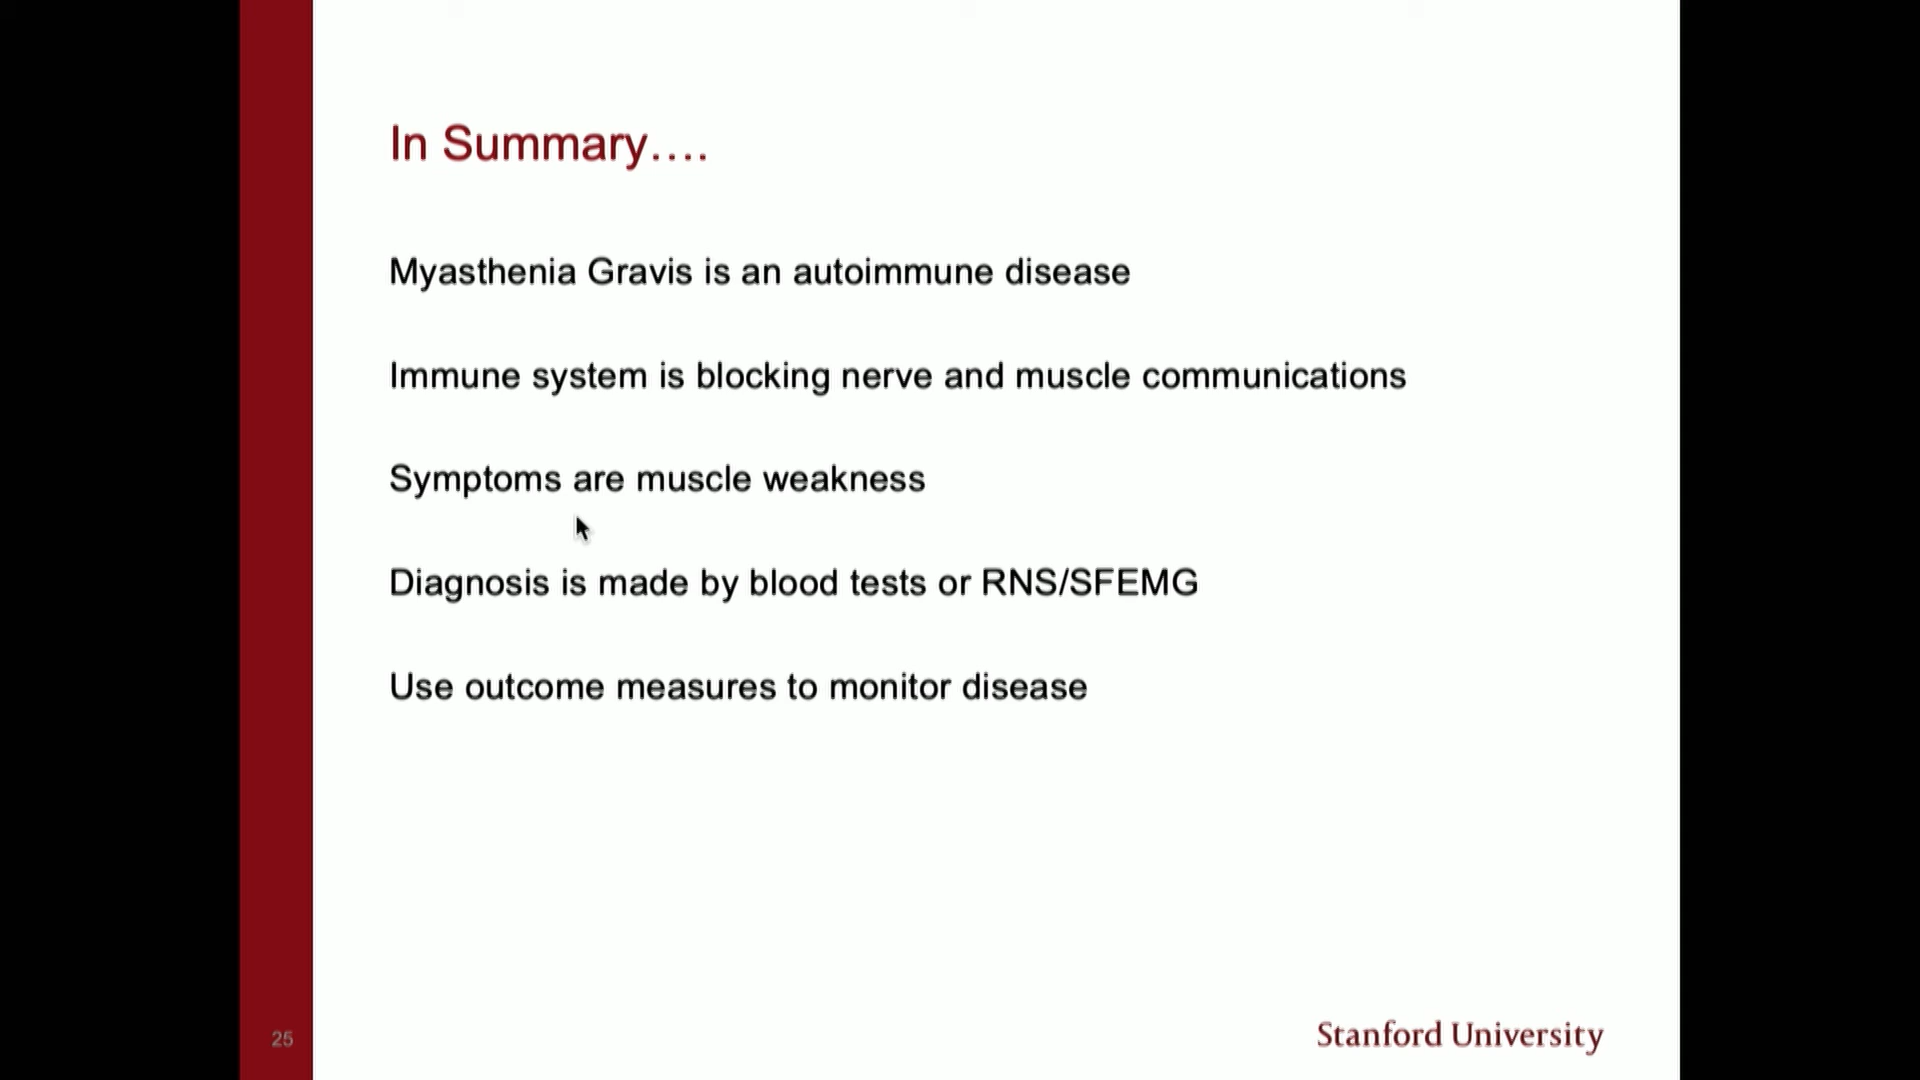 In Summary....
Myasthenia Gravis is an autoimmune disease
Immune system is blocking nerve and muscle communications
Symptoms are muscle weakness
Diagnosis is made by blood tests or RNS/SFEMG
Use outcome measures to monitor disease
25
Stanford University